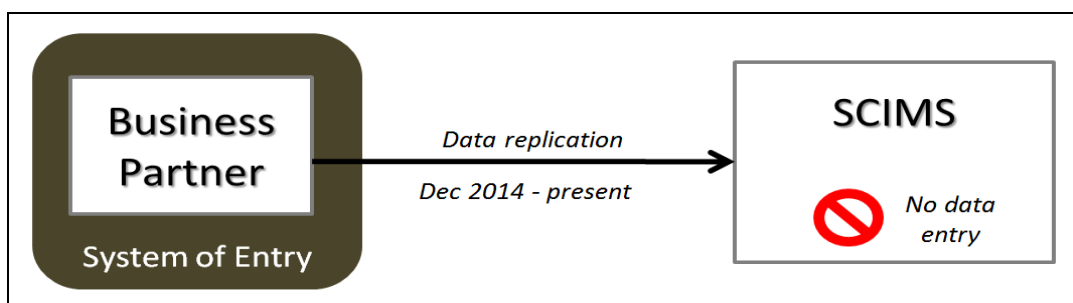 Business
Partner
System of Entry
Data replication
Dec 2014 - present
SCIMS
No data
entry